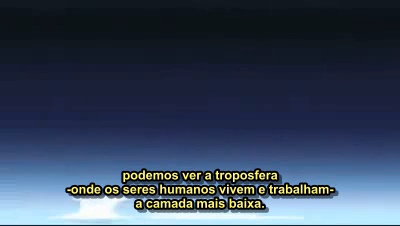 podemos ver a troposfera
-onde os seres humanos vivem e trabalham-
a camada mais baixa.